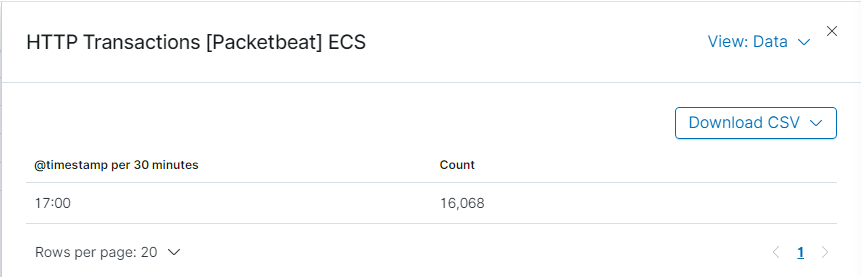 HTTP Transactions [Packetbeat] ECS
View: Data
Download CSV
@timestamp per 30 minutes Count
17:00 16,068
Rows per page: 20 1